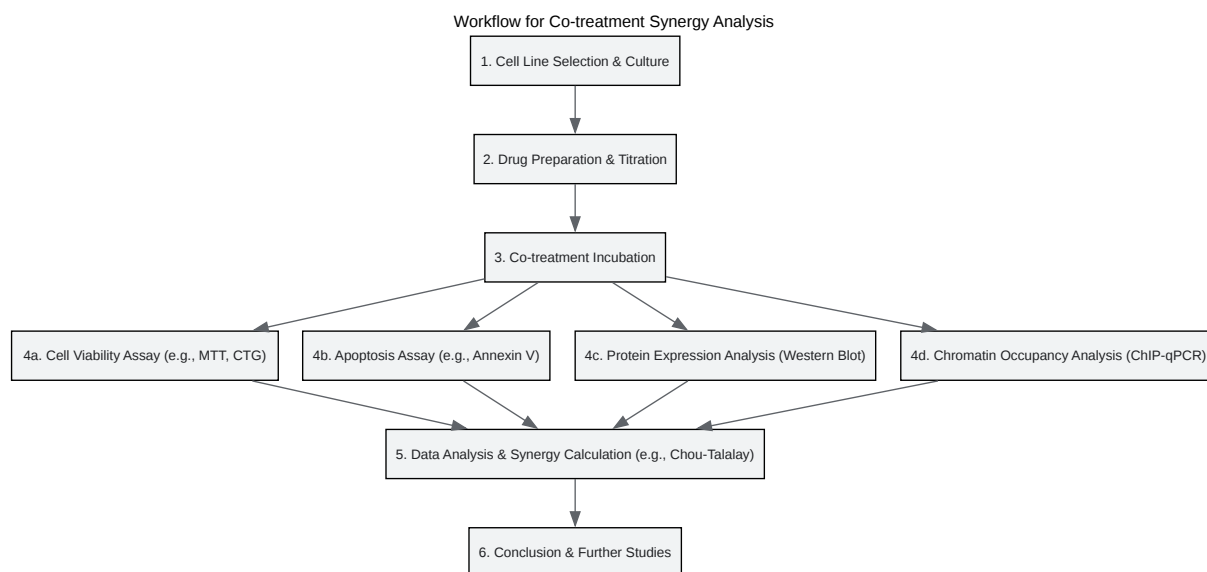 Workflow for Co-treatment Synergy Analysis
1. Cell Line Selection & Culture
2. Drug Preparation & Titration
3. Co-treatment Incubation
4a. Cell Viability Assay (e.g., MTT, CTG)
4b. Apoptosis Assay (e.g., Annexin V)
4c. Protein Expression Analysis (Western Blot)
4d. Chromatin Occupancy Analysis (ChIP-qPCR)
5. Data Analysis & Synergy Calculation (e.g., Chou-Talalay)
6. Conclusion & Further Studies